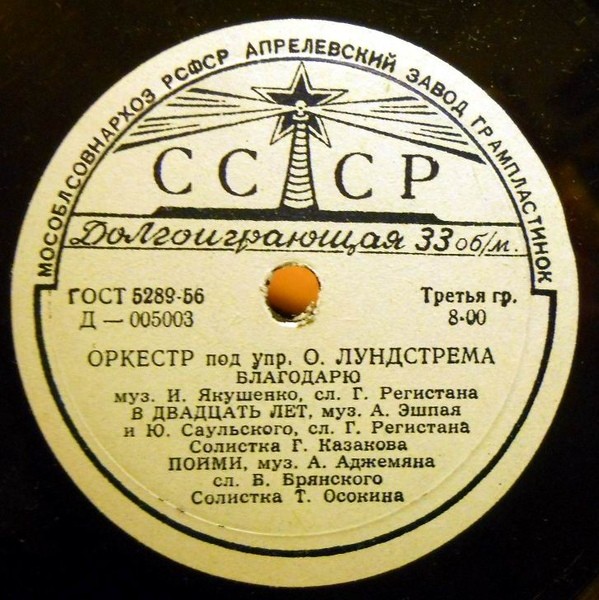 МОСОБЛСОВНАРХОЗ РСФСР АПРЕЛЕВСКИЙ ЗАВОД ГРАМПЛАСТИНОК
СССР
Долгоиграющая 33 об/м.
ГОСТ 5289-56
Д — 005003
Третья гр.
8-00
ОРКЕСТР под упр. О. ЛУНДСТРЕМА
БЛАГОДАРЮ
муз. И. Якушенко, сл. Г. Регистана
В ДВАДЦАТЬ ЛЕТ, муз. А. Эшпая
и Ю. Саульского, сл. Г. Регистана
Солистка Г. Казакова
ПОЙМИ, муз. А. Аджемяна
сл. В. Брянского
Солистка Т. Осокина